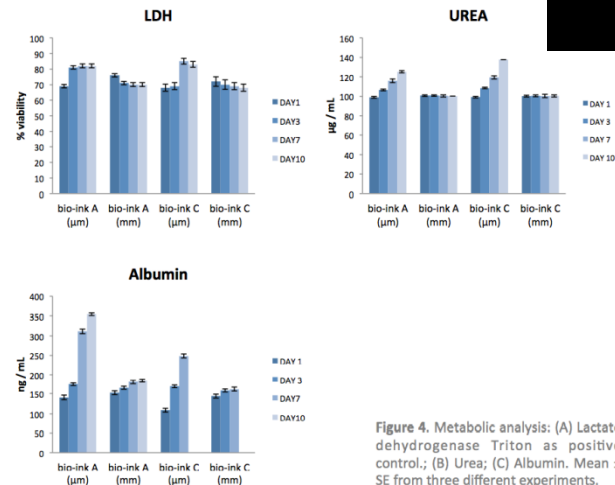 LDH
% viability
100
90
80
70
60
50
40
30
20
10
0
bio-ink A (μm)
bio-ink A (mm)
bio-ink C (μm)
bio-ink C (mm)
DAY1
DAY3
DAY7
DAY10
UREA
μg / mL
160
140
120
100
80
60
40
20
0
bio-ink A (μm)
bio-ink A (mm)
bio-ink C (μm)
bio-ink C (mm)
DAY 1
DAY 3
DAY 7
DAY 10
Albumin
ng / mL
400
350
300
250
200
150
100
50
0
bio-ink A (μm)
bio-ink A (mm)
bio-ink C (μm)
bio-ink C (mm)
DAY 1
DAY 3
DAY7
DAY 10
Figure 4. Metabolic analysis: (A) Lactate
dehydrogenase Triton as positive
control.; (B) Urea; (C) Albumin. Mean ±
SE from three different experiments.